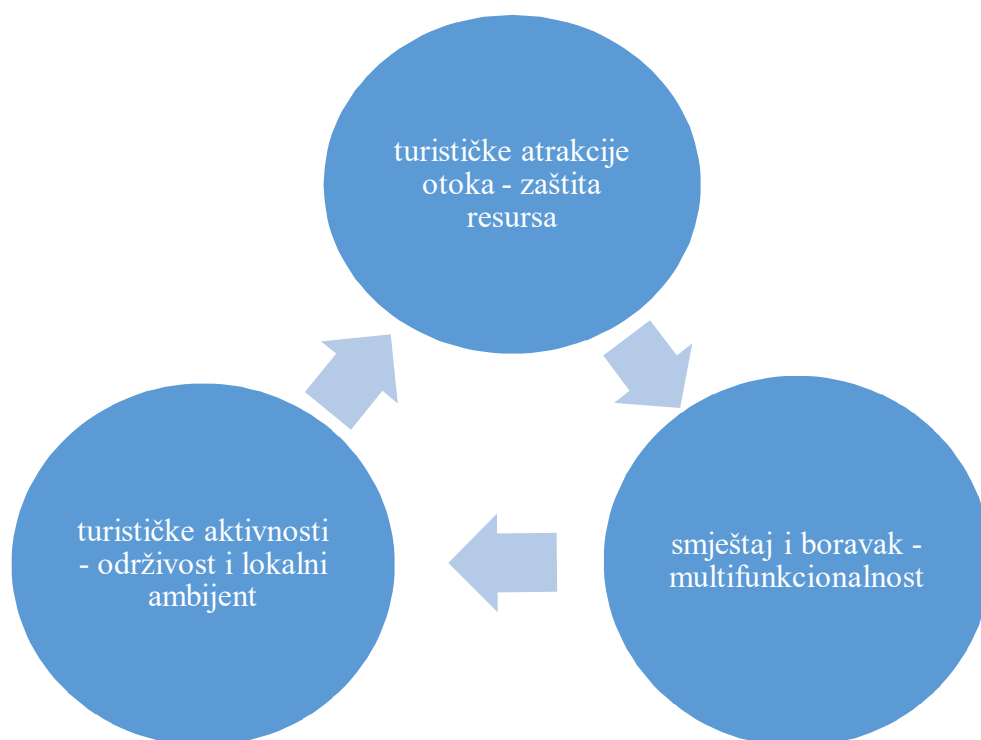 turističke atrakcije
otoka - zaštita
resursa
smještaj i boravak -
multifunkcionalnost
turističke aktivnosti
- održivost i lokalni
ambijent